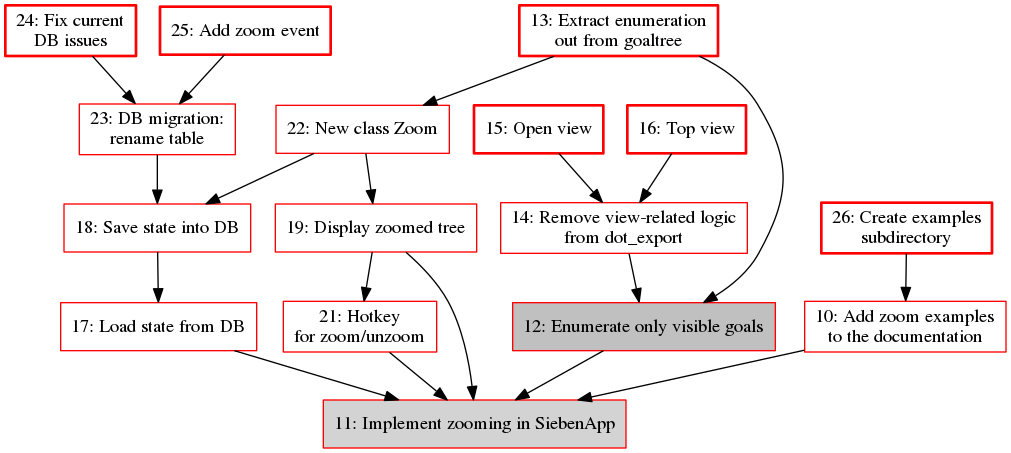 24: Fix current
DB issues
25: Add zoom event
13: Extract enumeration
out from goaltree
23: DB migration:
rename table
22: New class Zoom
15: Open view
16: Top view
18: Save state into DB
19: Display zoomed tree
14: Remove view-related logic
from dot_export
26: Create examples
subdirectory
17: Load state from DB
21: Hotkey
for zoom/unzoom
12: Enumerate only visible goals
10: Add zoom examples
to the documentation
11: Implement zooming in SiebenApp